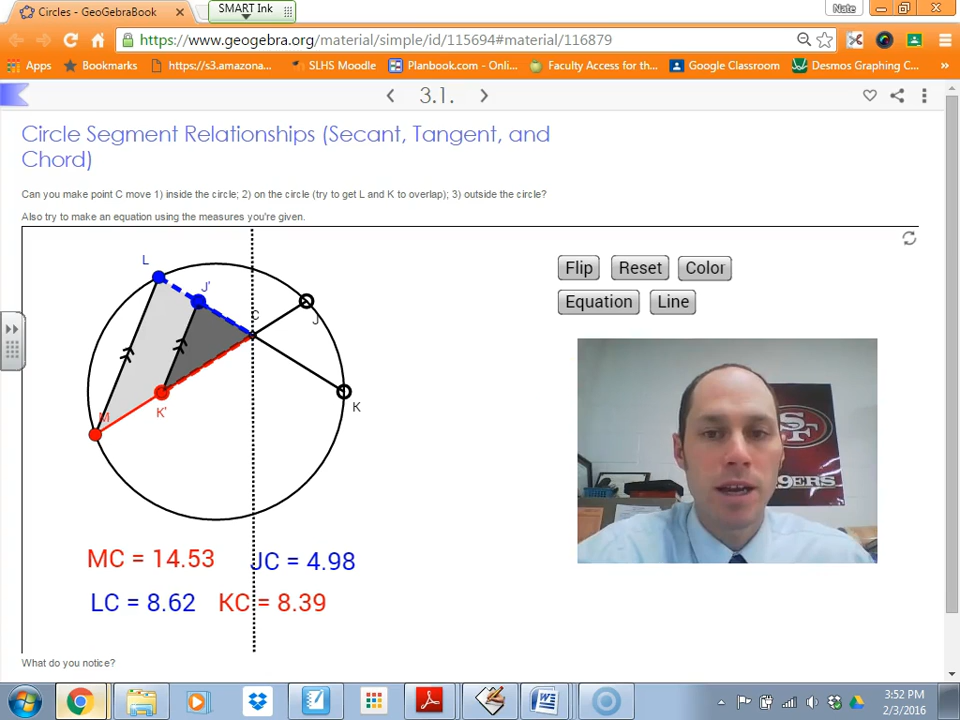 Circles - GeoGebraBook
SMART Ink
Nate
https://www.geogebra.org/material/simple/id/115694#material/116879
Apps Bookmarks https://s3.amazona... SLHS Moodle Planbook.com - Onli... Faculty Access for th... Google Classroom Desmos Graphing C... »
3.1.
Circle Segment Relationships (Secant, Tangent, and
Chord)
Can you make point C move 1) inside the circle; 2) on the circle (try to get L and K to overlap); 3) outside the circle?
Also try to make an equation using the measures you're given.
L
J'
C
J
K'
M
K
Flip Reset Color
Equation Line
SF
49ERS
MC = 14.53 JC = 4.98
LC = 8.62 KC = 8.39
What do you notice?
3:52 PM
2/3/2016